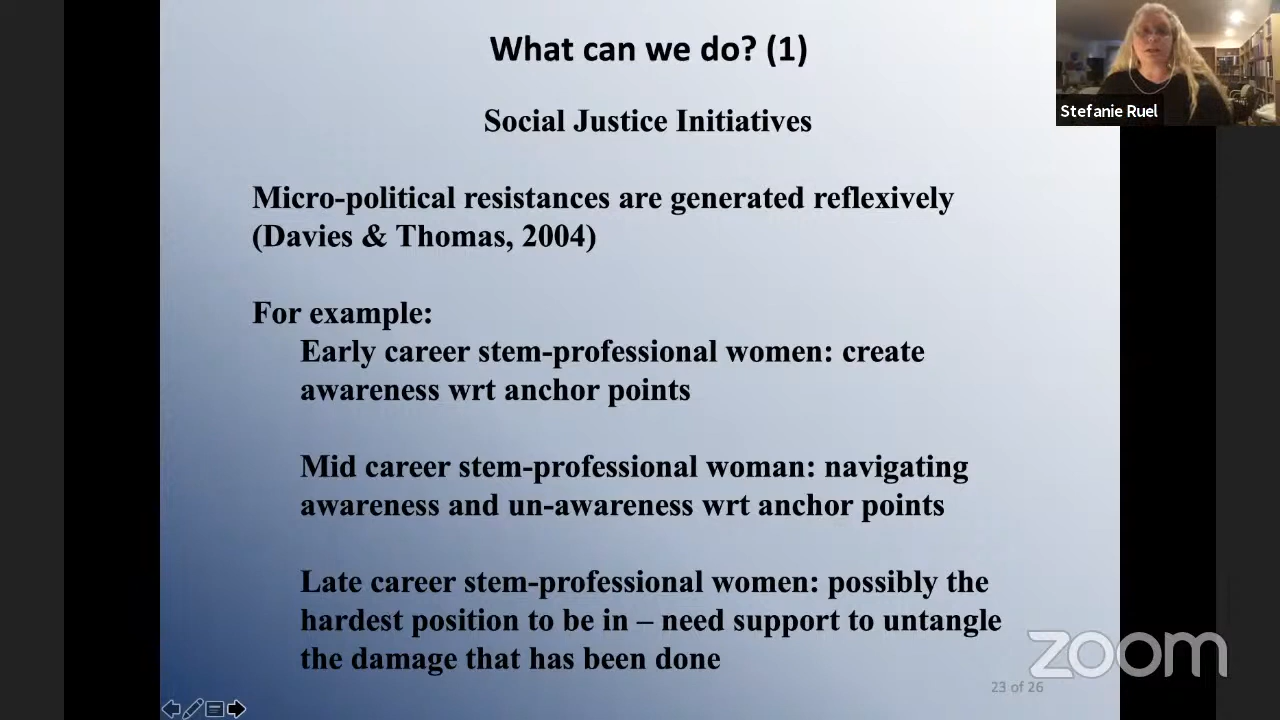 What can we do? (1)
Stefanie Ruel
Social Justice Initiatives
Micro-political resistances are generated reflexively
(Davies & Thomas, 2004)
For example:
Early career stem-professional women: create
awareness wrt anchor points
Mid career stem-professional woman: navigating
awareness and un-awareness wrt anchor points
Late career stem-professional women: possibly the
hardest position to be in – need support to untangle
the damage that has been done
zoom
23 of 26